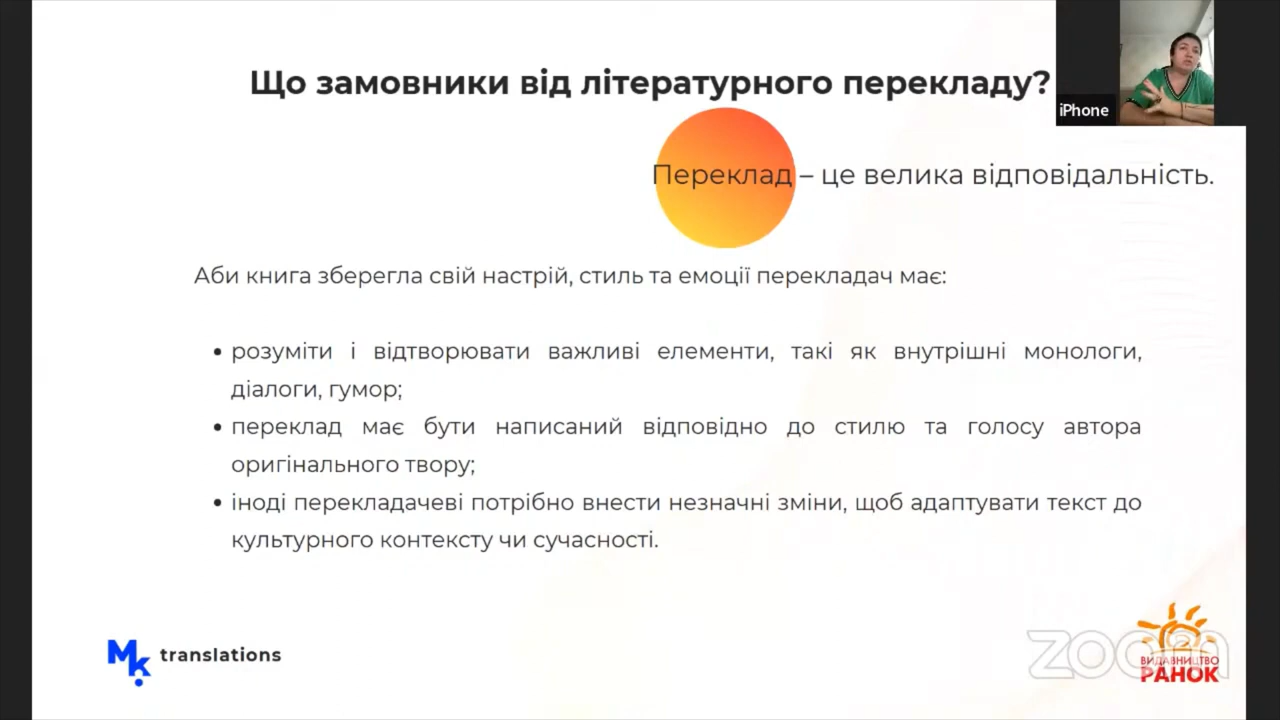 Що замовники від літературного перекладу?
iPhone
Переклад – це велика відповідальність.
Аби книга зберегла свій настрій, стиль та емоції перекладач має:
• розуміти і відтворювати важливі елементи, такі як внутрішні монологи,
діалоги, гумор;
• переклад має бути написаний відповідно до стилю та голосу автора
оригінального твору;
• іноді перекладачеві потрібно внести незначні зміни, щоб адаптувати текст до
культурного контексту чи сучасності.
Mk translations
zoom
ВИДАВНИЦТВО
РАНОК